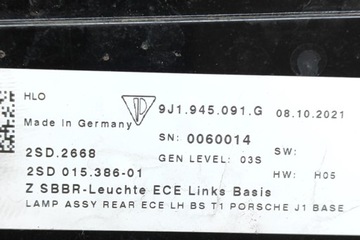 HLO
9J1.945.091.G 08.10.2021
Made in Germany
SN: 0060014
2SD.2668
GEN LEVEL: 03S SW:
2SD 015.386-01
HW: H05
Z SBBR-Leuchte ECE Links Basis
LAMP ASSY REAR ECE LH BS T1 PORSCHE J1 BASE